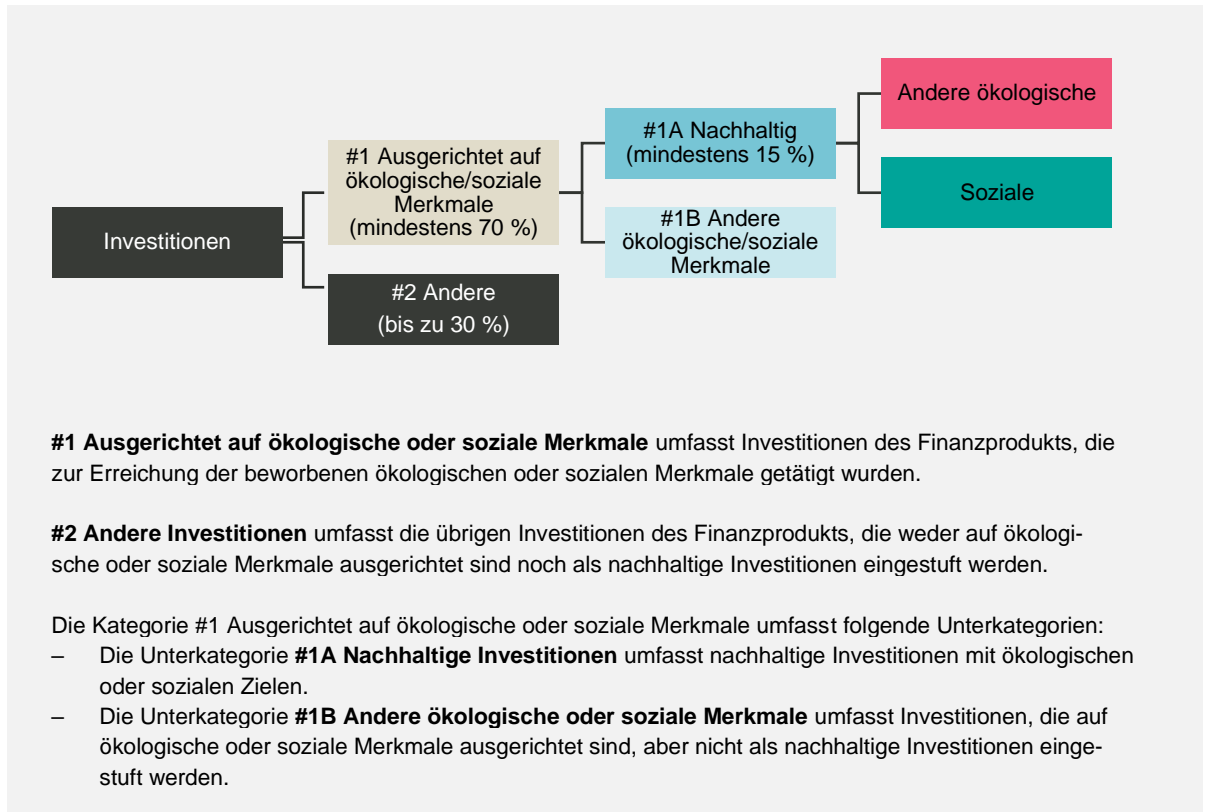 Andere ökologische
#1A Nachhaltig
(mindestens 15 %)
#1 Ausgerichtet auf
ökologische/soziale
Merkmale
(mindestens 70 %)
Soziale
#1B Andere
ökologische/soziale
Merkmale
Investitionen
#2 Andere
(bis zu 30 %)
#1 Ausgerichtet auf ökologische oder soziale Merkmale umfasst Investitionen des Finanzprodukts, die
zur Erreichung der beworbenen ökologischen oder sozialen Merkmale getätigt wurden.
#2 Andere Investitionen umfasst die übrigen Investitionen des Finanzprodukts, die weder auf ökologi-
sche oder soziale Merkmale ausgerichtet sind noch als nachhaltige Investitionen eingestuft werden.
Die Kategorie #1 Ausgerichtet auf ökologische oder soziale Merkmale umfasst folgende Unterkategorien:
– Die Unterkategorie #1A Nachhaltige Investitionen umfasst nachhaltige Investitionen mit ökologischen
oder sozialen Zielen.
– Die Unterkategorie #1B Andere ökologische oder soziale Merkmale umfasst Investitionen, die auf
ökologische oder soziale Merkmale ausgerichtet sind, aber nicht als nachhaltige Investitionen einge-
stuft werden.